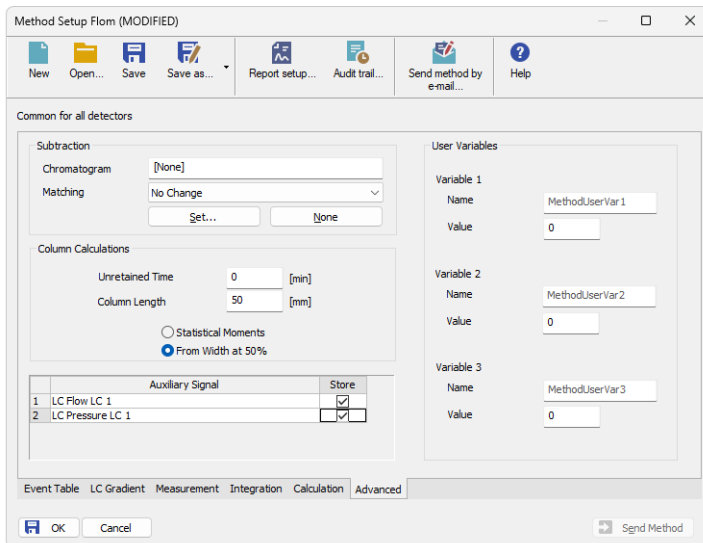 Method Setup Flom (MODIFIED)
New Open... Save Save as... Report setup... Audit trail... Send method by e-mail... Help
Common for all detectors
Subtraction
Chromatogram [None]
Matching No Change
Set... None
Column Calculations
Unretained Time 0 [min]
Column Length 50 [mm]
Statistical Moments
From Width at 50%
Auxiliary Signal Store
1 LC Flow LC 1
2 LC Pressure LC 1
User Variables
Variable 1
Name MethodUserVar1
Value 0
Variable 2
Name MethodUserVar2
Value 0
Variable 3
Name MethodUserVar3
Value 0
Event Table LC Gradient Measurement Integration Calculation Advanced
OK Cancel Send Method